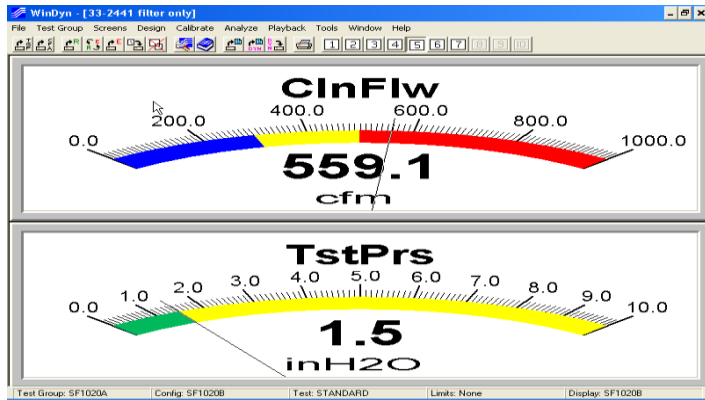 WinDyn - [33-2441 filter only]
File Test Group Screens Design Calibrate Analyze Playback Tools Window Help
1 2 3 4 5 6 7 8 9 10
ClnFlw
0.0 200.0 400.0 600.0 800.0 1000.0
559.1
cfm
TstPrs
0.0 1.0 2.0 3.0 4.0 5.0 6.0 7.0 8.0 9.0 10.0
1.5
inH2O
Test Group: SF1020A Config: SF1020B Test: STANDARD Limits: None Display: SF1020B